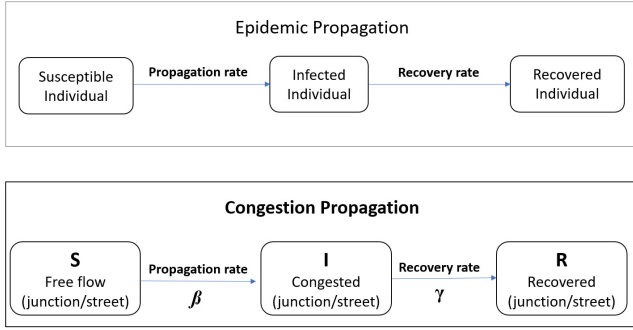 Epidemic Propagation
Susceptible
Individual
Propagation rate
Infected
Individual
Recovery rate
Recovered
Individual
Congestion Propagation
S
Free flow
(junction/street)
Propagation rate
β
I
Congested
(junction/street)
Recovery rate
γ
R
Recovered
(junction/street)